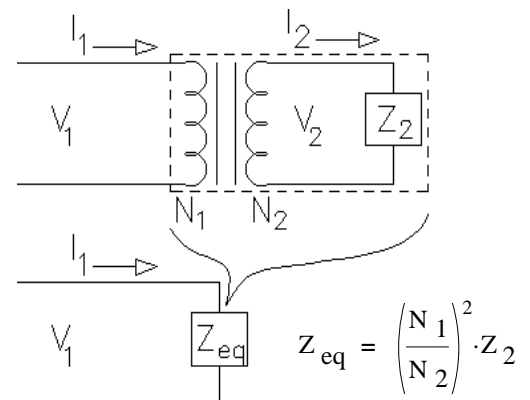 I1 I2
V1 V2 Z2
N1 N2
I1
V1 Zeq Zeq = (N1/N2)^2 ·Z2